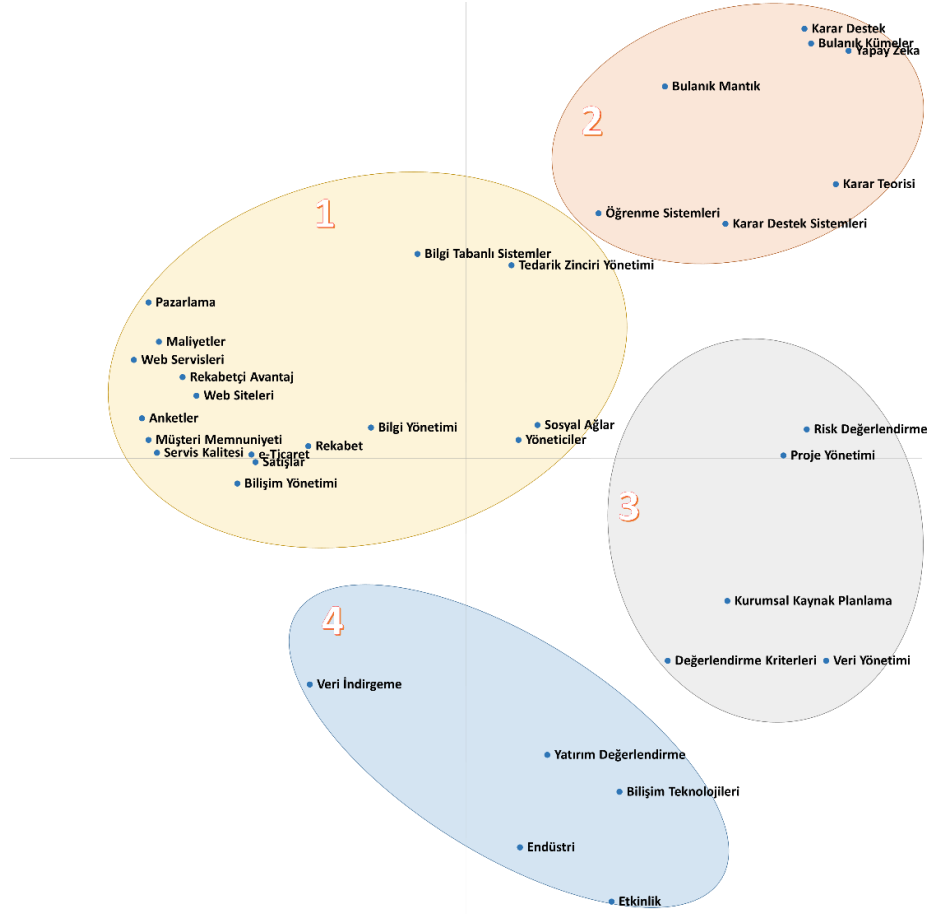 Karar Destek
Bulanık Kümeler
Yapay Zeka
Bulanık Mantık
2
Karar Teorisi
Öğrenme Sistemleri
Karar Destek Sistemleri
1
Bilgi Tabanlı Sistemler
Tedarik Zinciri Yönetimi
Pazarlama
Maliyetler
Web Servisleri
Rekabetçi Avantaj
Web Siteleri
Anketler
Bilgi Yönetimi
Sosyal Ağlar
Müşteri Memnuniyeti
Yöneticiler
Rekabet
Servis Kalitesi
e-Ticaret
Satışlar
Bilişim Yönetimi
Risk Değerlendirme
Proje Yönetimi
3
Kurumsal Kaynak Planlama
Değerlendirme Kriterleri
Veri Yönetimi
4
Veri İndirgeme
Yatırım Değerlendirme
Bilişim Teknolojileri
Endüstri
Etkinlik